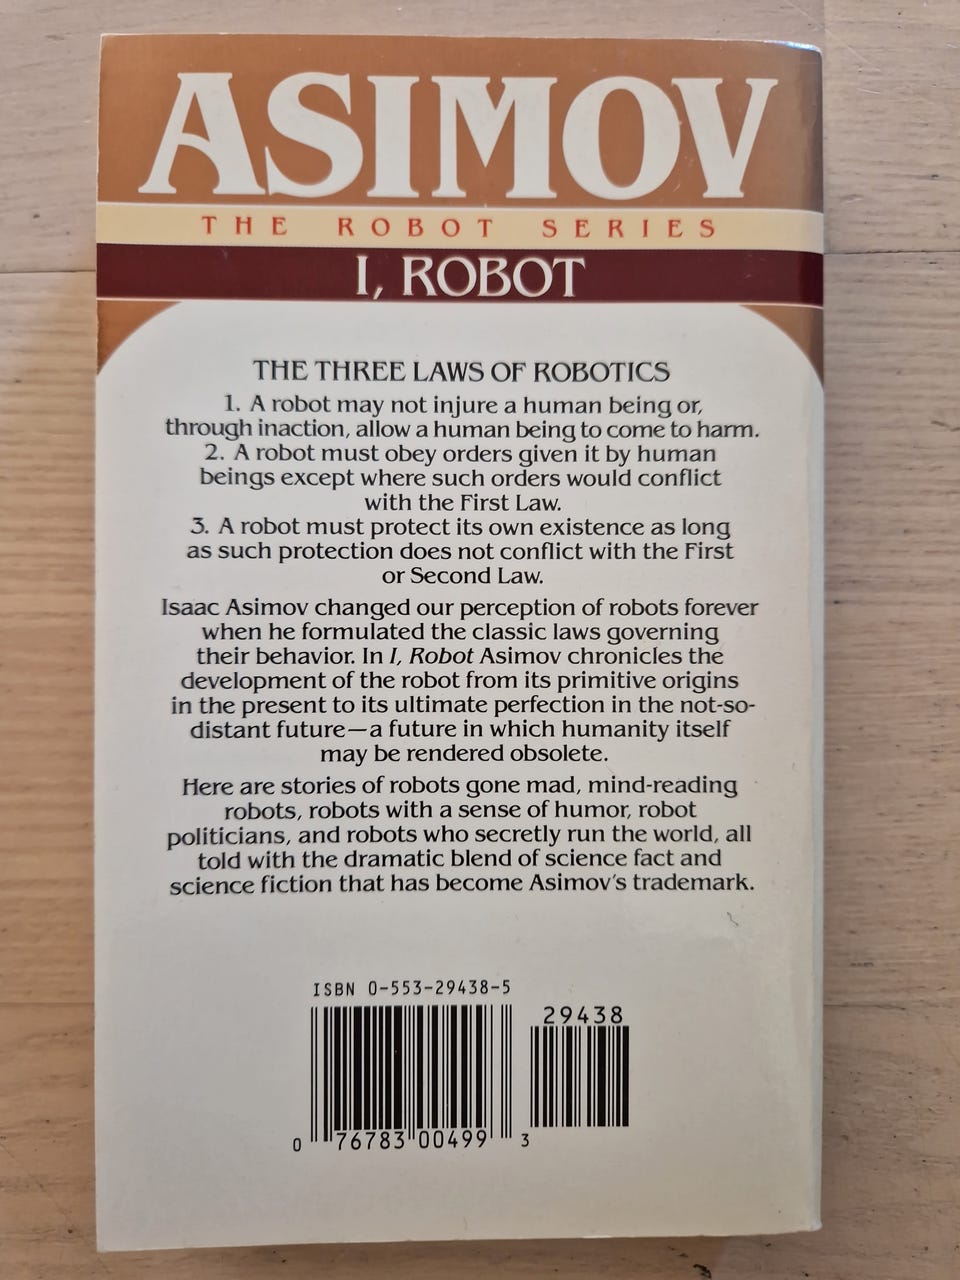 ASIMOV
THE ROBOT SERIES
I, ROBOT
THE THREE LAWS OF ROBOTICS
1. A robot may not injure a human being or,
through inaction, allow a human being to come to harm.
2. A robot must obey orders given it by human
beings except where such orders would conflict
with the First Law.
3. A robot must protect its own existence as long
as such protection does not conflict with the First
or Second Law.
Isaac Asimov changed our perception of robots forever
when he formulated the classic laws governing
their behavior. In I, Robot Asimov chronicles the
development of the robot from its primitive origins
in the present to its ultimate perfection in the not-so-
distant future—a future in which humanity itself
may be rendered obsolete.
Here are stories of robots gone mad, mind-reading
robots, robots with a sense of humor, robot
politicians, and robots who secretly run the world, all
told with the dramatic blend of science fact and
science fiction that has become Asimov's trademark.
ISBN 0-553-29438-5
29438
0 76783 00499 3